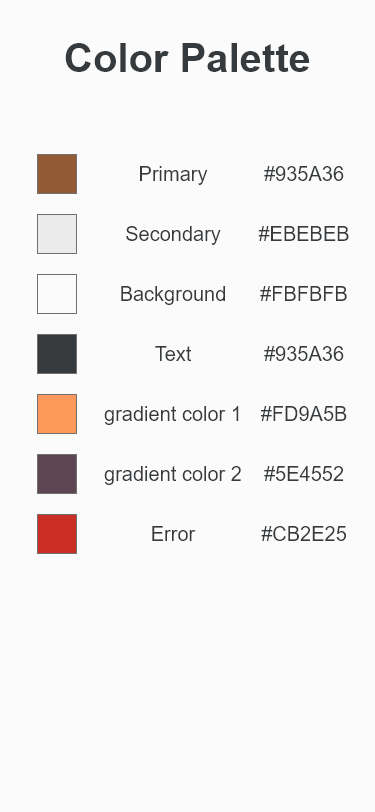 Color Palette
Primary #935A36
Secondary #EBEBEB
Background #FBFBFB
Text #935A36
gradient color 1 #FD9A5B
gradient color 2 #5E4552
Error #CB2E25